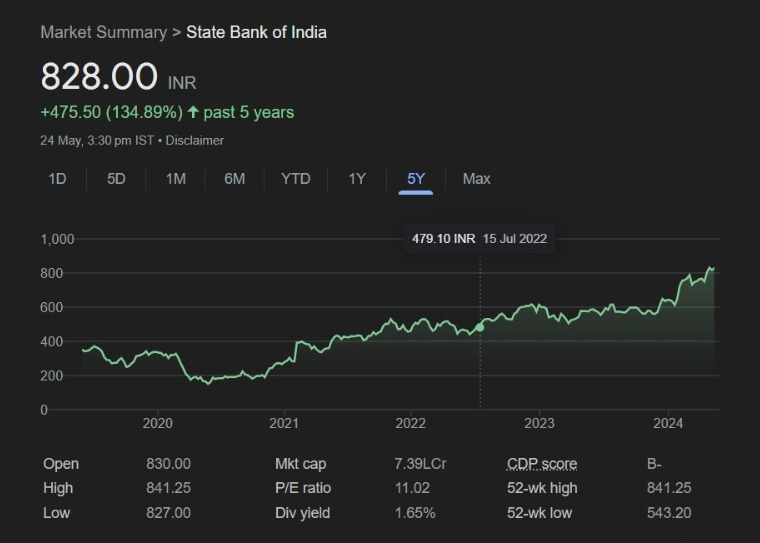 Market Summary > State Bank of India
828.00 INR
+475.50 (134.89%) ↑ past 5 years
24 May, 3:30 pm IST • Disclaimer
1D 5D 1M 6M YTD 1Y 5Y Max
479.10 INR 15 Jul 2022
1,000
800
600
400
200
0
2020 2021 2022 2023 2024
Open 830.00 Mkt cap 7.39LCr CDP score B-
High 841.25 P/E ratio 11.02 52-wk high 841.25
Low 827.00 Div yield 1.65% 52-wk low 543.20